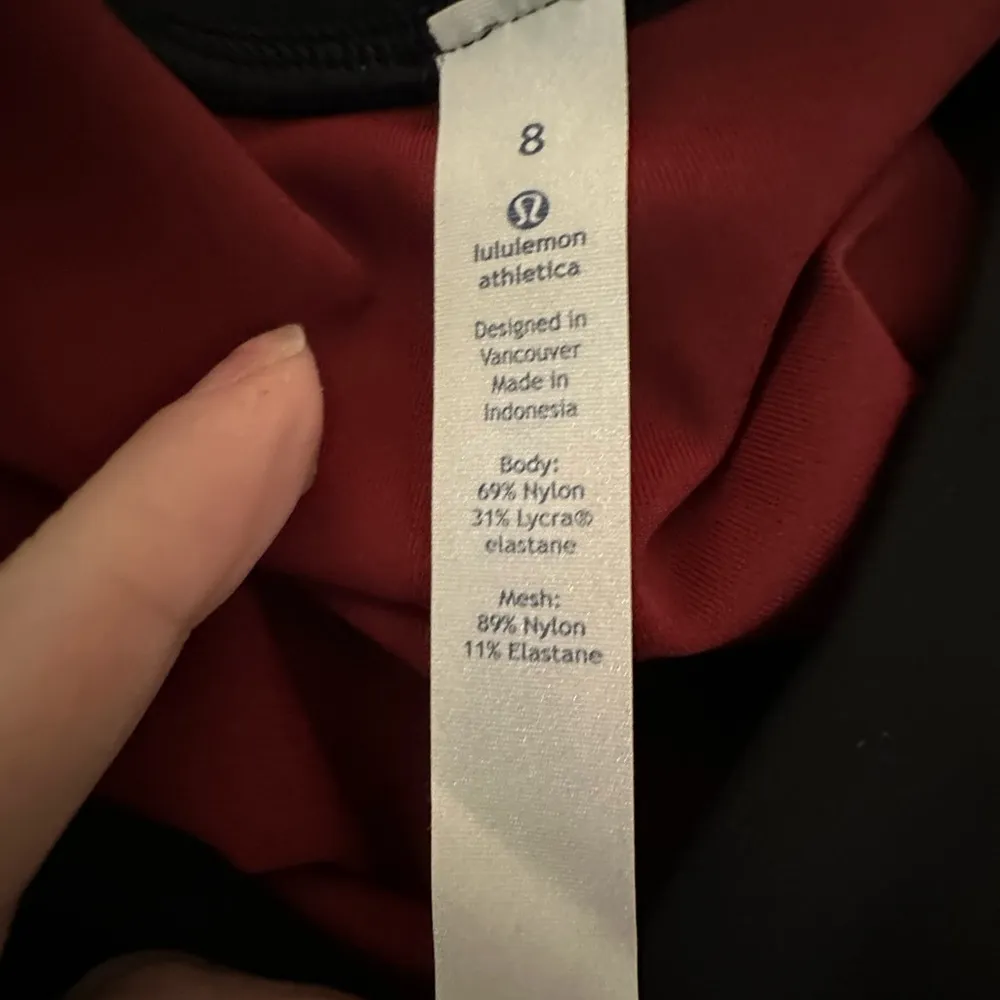 8
lululemon
athletica
Designed in
Vancouver
Made in
Indonesia
Body:
69% Nylon
31% Lycra®
elastane
Mesh:
89% Nylon
11% Elastane